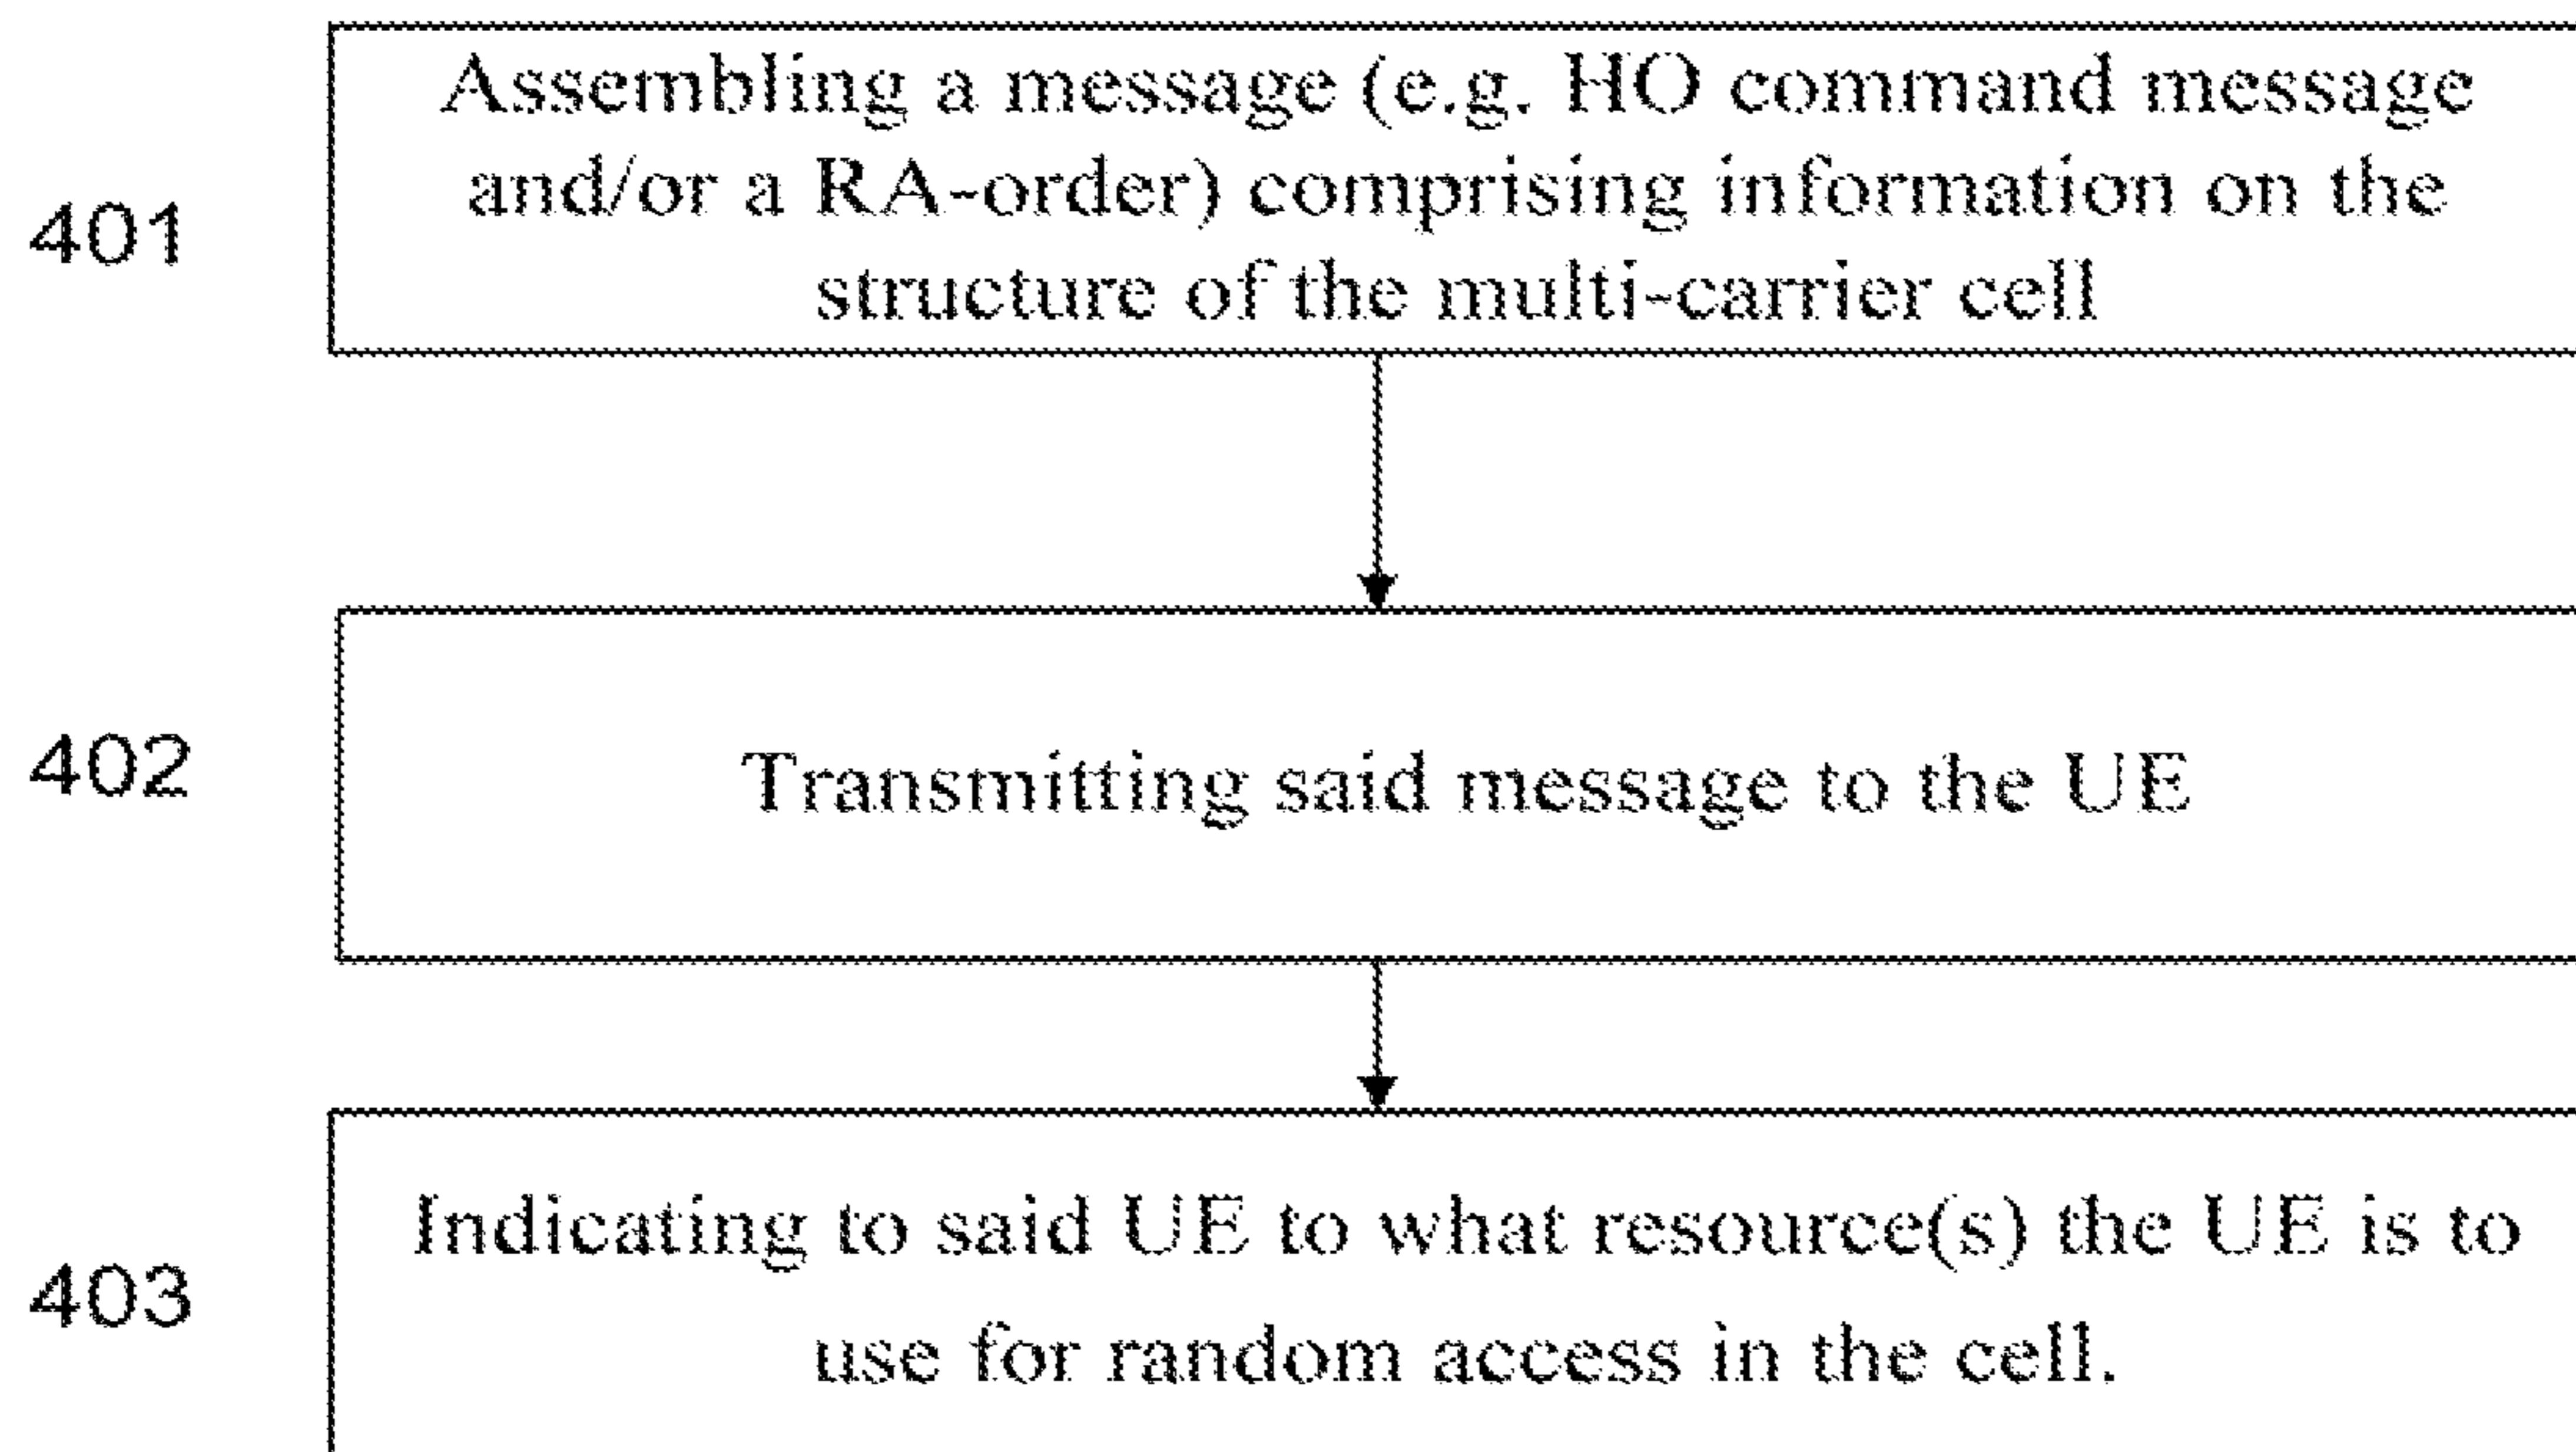 Assembling a message (e.g. HO command message
and/or a RA-order) comprising information on the
401
structure of the multi-carrier cell
402
Transmitting said message to the UE
Indicating to said UE to what resource(s) the UE is to
403
use for random access in the cell.